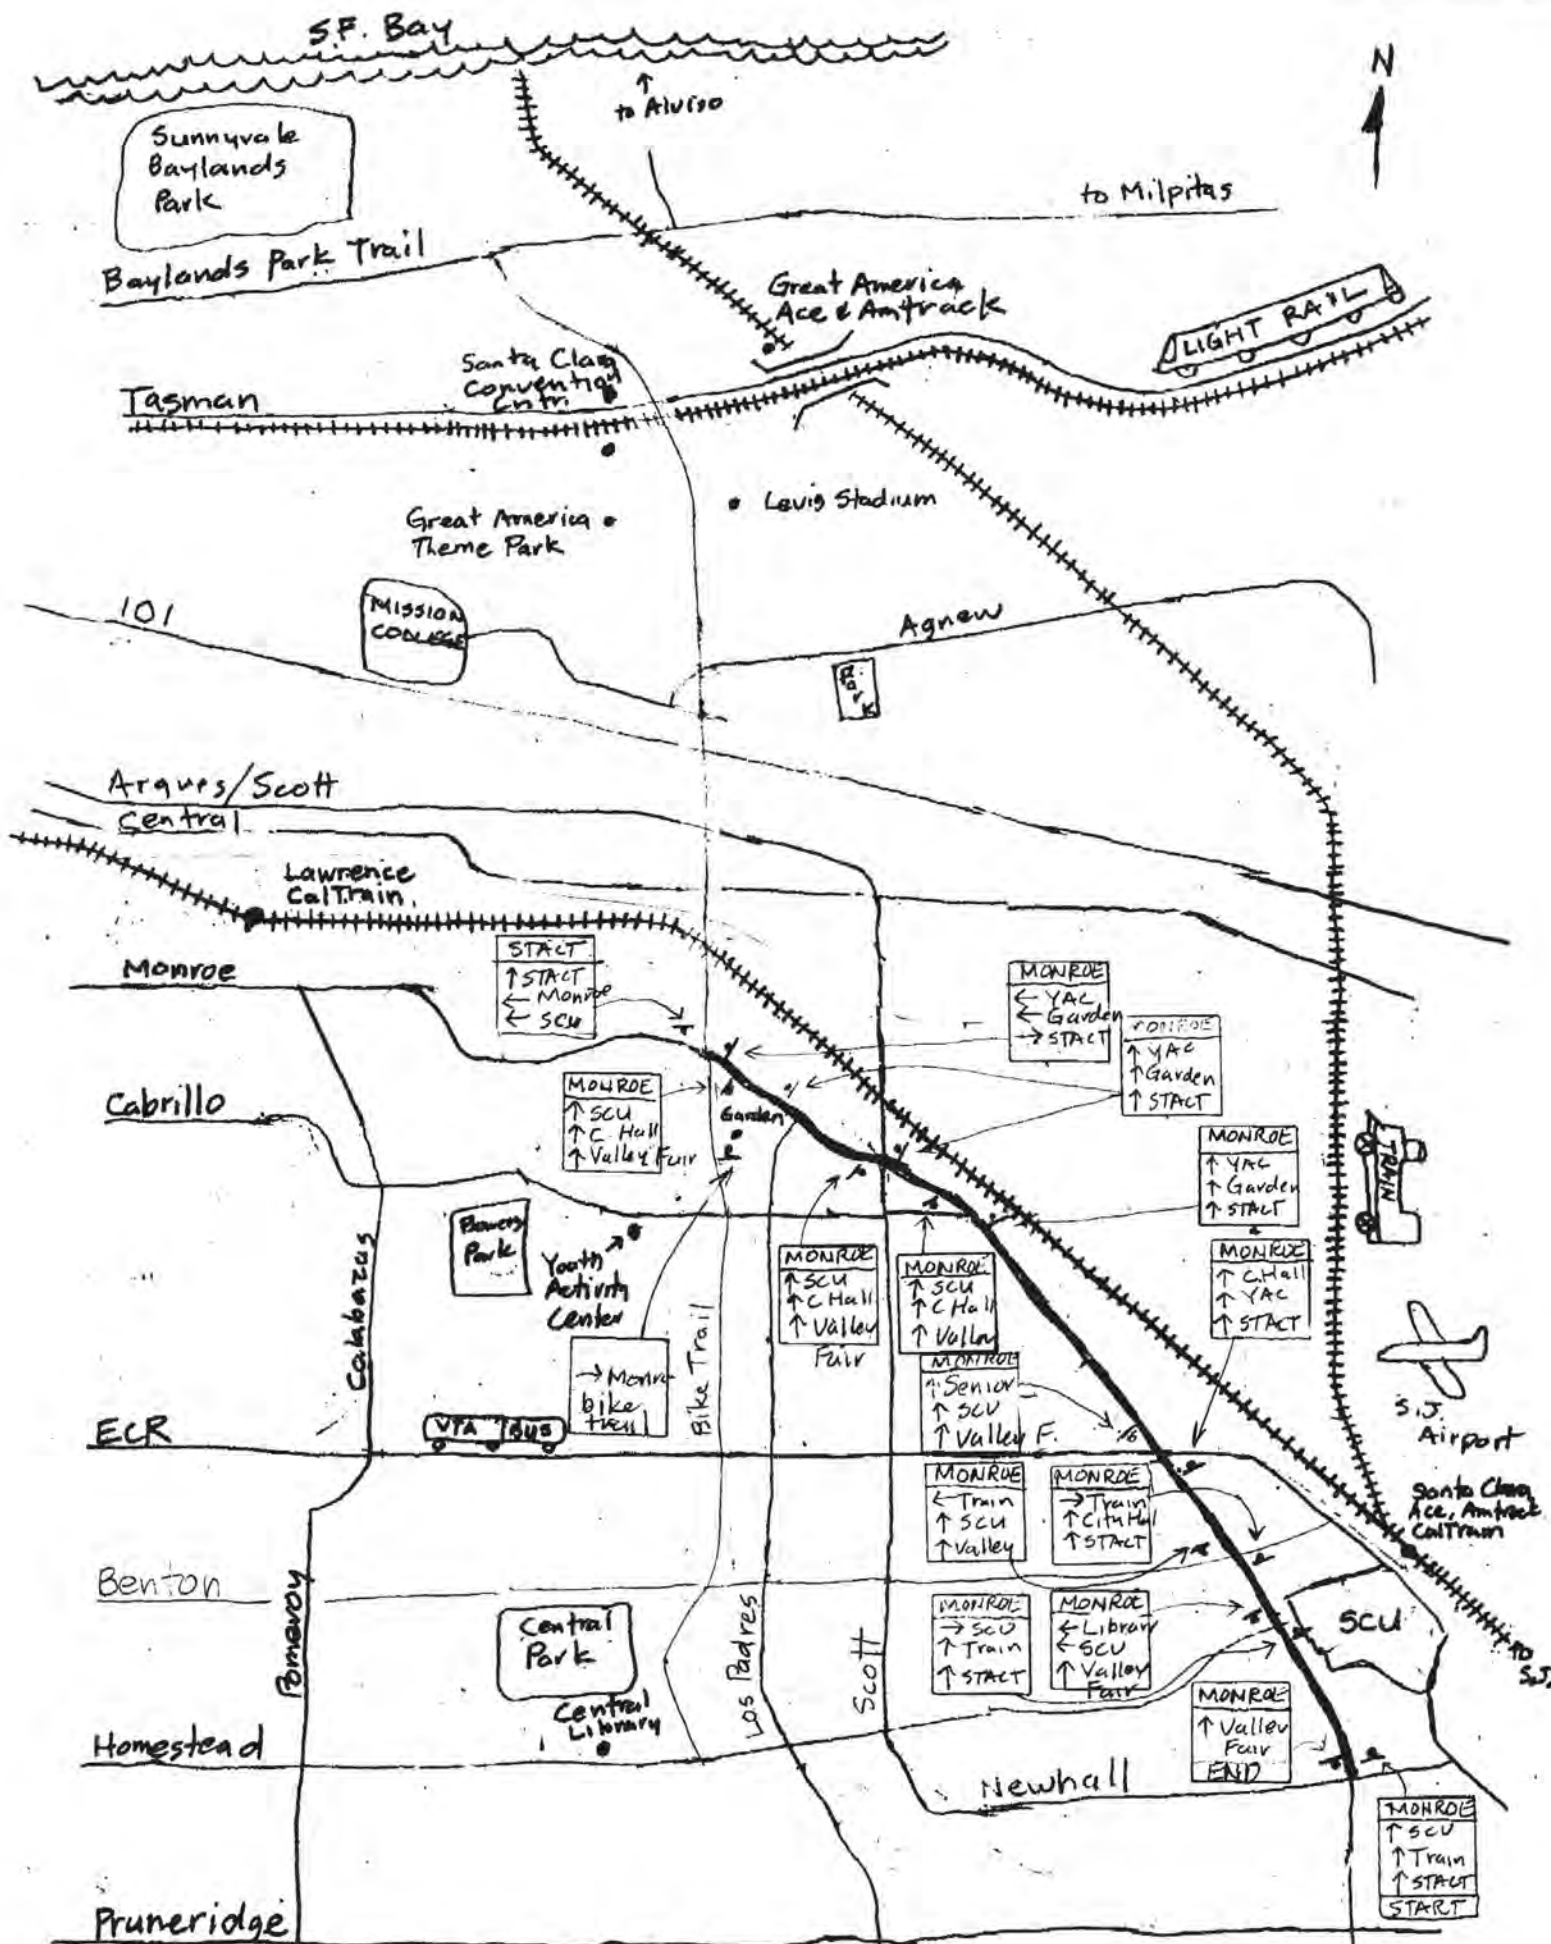 S.F. Bay
N
↑
to Alviso
Sunnyvale
Baylands
Park
to Milpitas
Baylands Park Trail
Great America
Ace & Amtrack
LIGHT RAIL
Santa Clara
Convention
Cntr.
Tasman
Levis Stadium
Great America
Theme Park
101
MISSION
COLLEGE
Agnew
Park
Arques/Scott
Central
Lawrence
CalTrain
Monroe
STACT
↑ STACT
← Monroe
← SCU
MONROE
← YAC
← Garden
→ STACT
MONROE
↑ YAC
↑ Garden
↑ STACT
MONROE
↑ SCU
↑ C. Hall
↑ Valley Fair
Garden
Cabrillo
MONROE
↑ YAC
↑ Garden
↑ STACT
TRAIN
Bowers
Park
Youth
Activity
Center
Calabazus
MONROE
↑ SCU
↑ C Hall
↑ Valley
Fair
MONROE
↑ SCU
↑ C Hall
↑ Valley
MONROE
↑ C.Hall
↑ YAC
↑ STACT
→ Monro
bike
trail
Bike Trail
MONROE
↑ Senior
↑ SCU
↑ Valley F.
S.J.
Airport
ECR
VTA BUS
MONROE
← Train
↑ SCU
↑ Valley
MONROE
→ Train
↑ City Hal
↑ STACT
Santa Clara
Ace, Amtrack
CalTrain
Benton
Pomeroy
Central
Park
Los Padres
Scott
MONROE
→ SCU
↑ Train
↑ STACT
MONROE
← Library
← SCU
↑ Valley
Fair
SCU
TO
S.J.
Central
Library
Homestead
MONROE
↑ Valley
Fair
END
Newhall
MONROE
↑ SCU
↑ Train
↑ STACT
START
Pruneridge